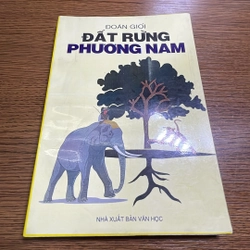 ĐOÀN GIỎI
ĐẤT RỪNG
PHƯƠNG NAM
NHÀ XUẤT BẢN VĂN HỌC